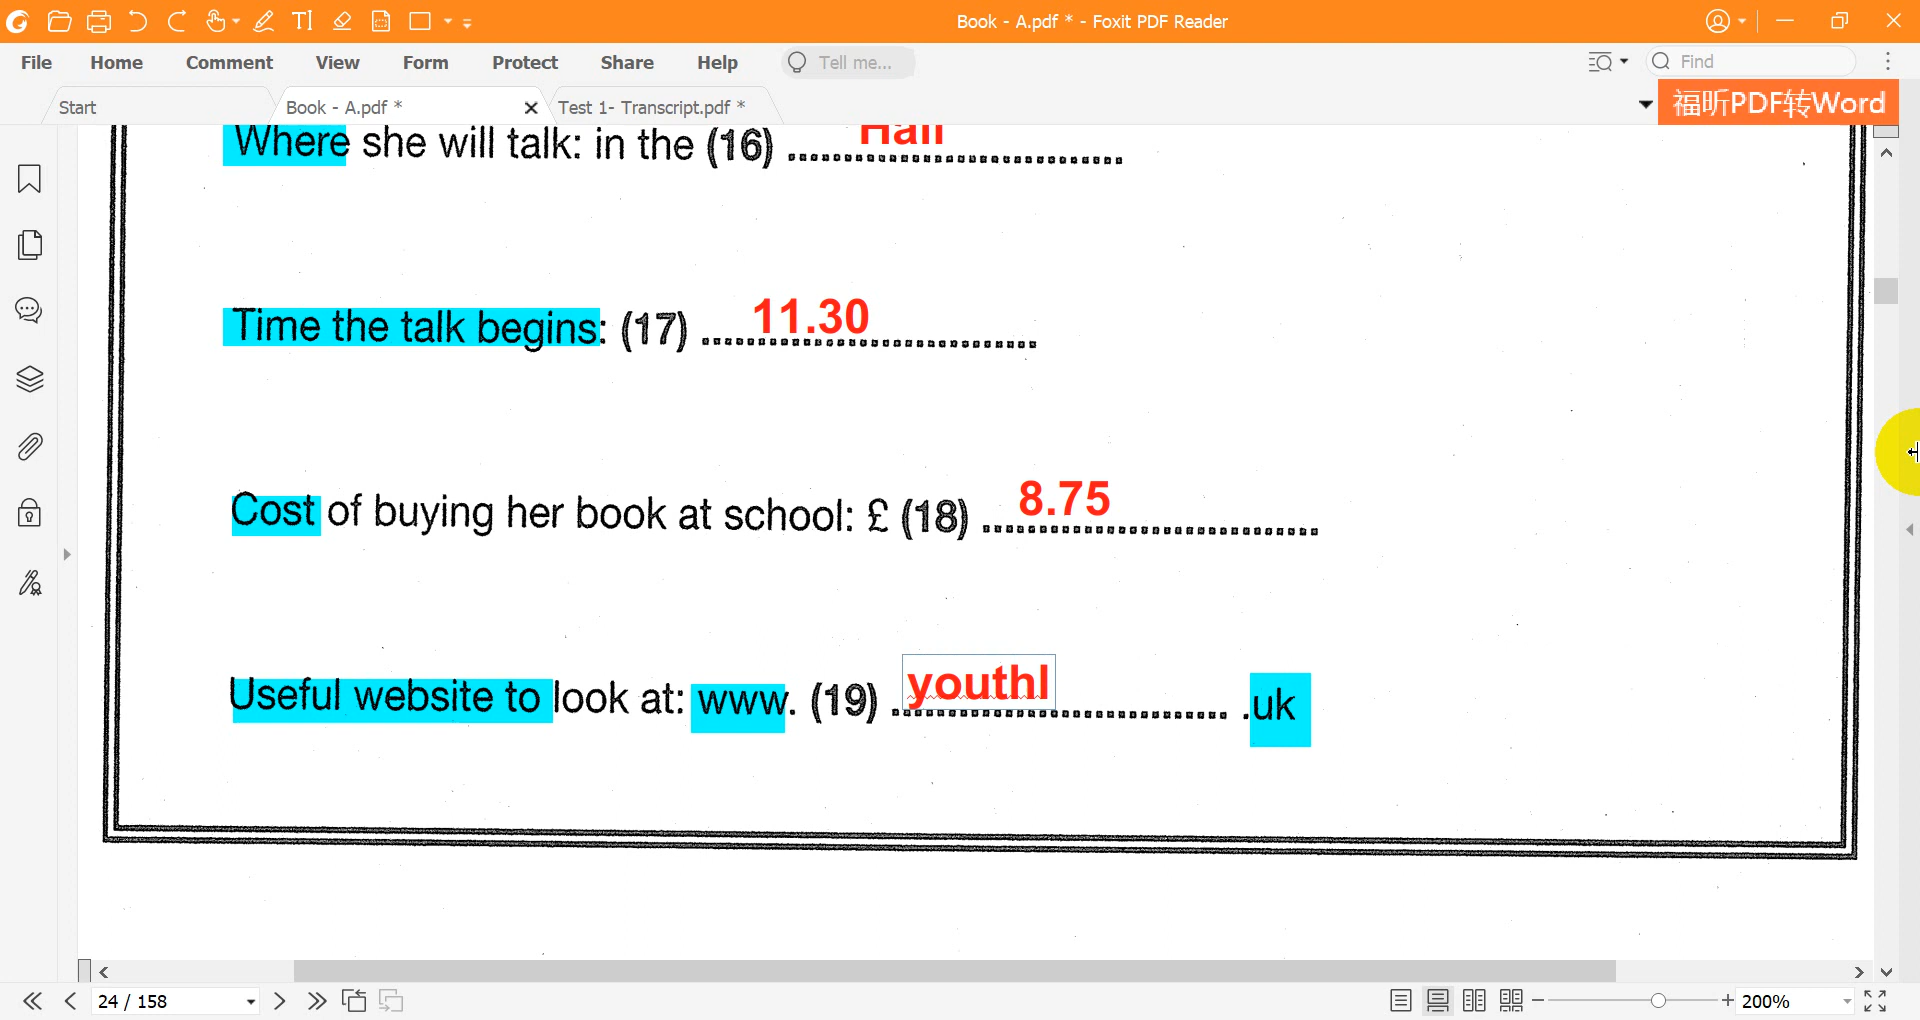 Book - A.pdf * - Foxit PDF Reader
File Home Comment View Form Protect Share Help Tell me... Find
Start Book - A.pdf * Test 1- Transcript.pdf * 福昕PDF转Word
Where she will talk: in the (16) Hall
Time the talk begins: (17) 11.30
Cost of buying her book at school: £ (18) 8.75
Useful website to look at: www. (19) youthl .uk
24 / 158 200%